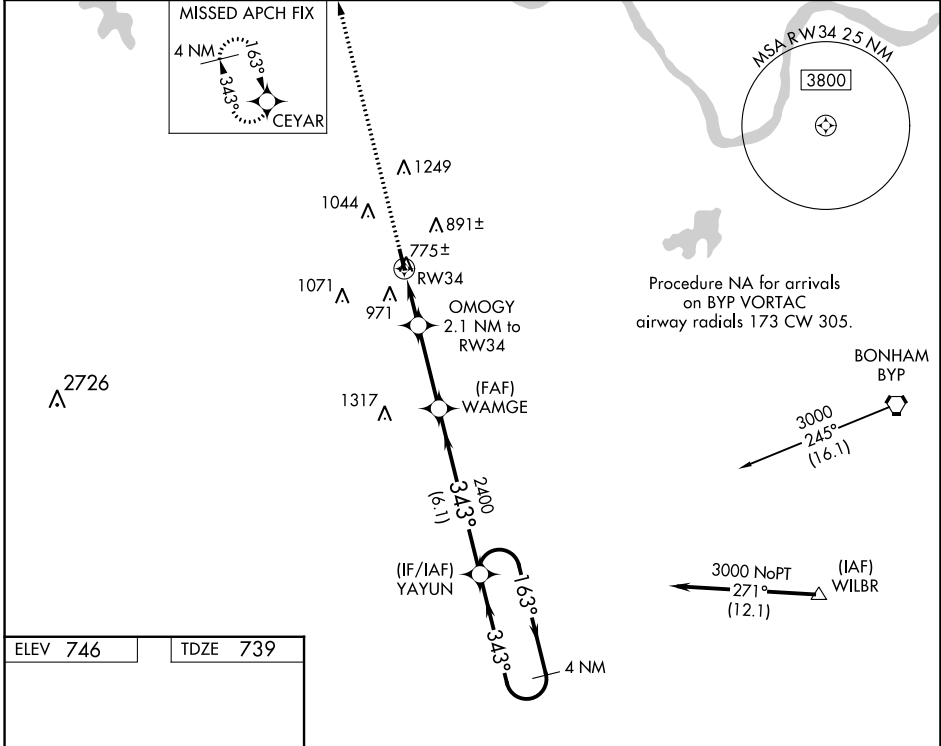 MISSED APCH FIX
4 NM
163°
343°
CEYAR
MSA RW34 25 NM
3800
1249
1044
891±
775±
RW34
1071
971
OMOGY
2.1 NM to
RW34
Procedure NA for arrivals
on BYP VORTAC
airway radials 173 CW 305.
BONHAM
BYP
2726
1317
(FAF)
WAMGE
3000
245°
(16.1)
2400
343°
(6.1)
(IF/IAF)
YAYUN
163°
343°
4 NM
3000 NoPT
271°
(12.1)
(IAF)
WILBR
ELEV 746
TDZE 739